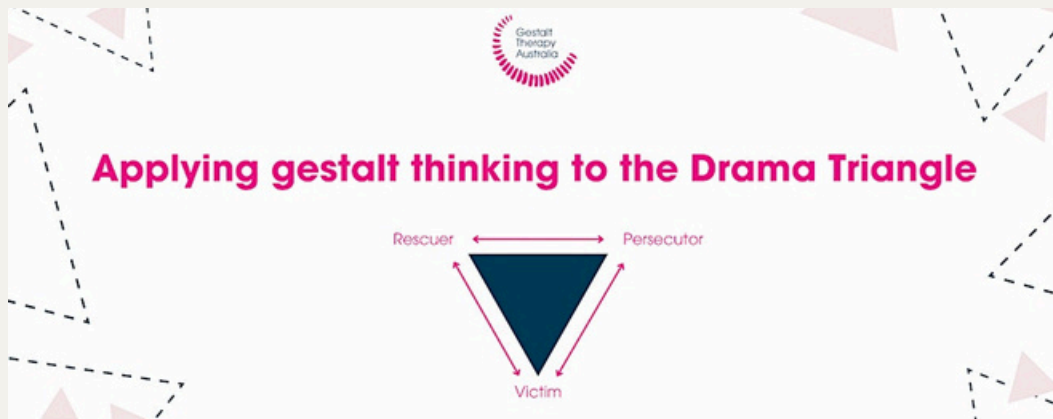 Gestalt
Therapy
Australia
Applying gestalt thinking to the Drama Triangle
Rescuer
Persecutor
Victim